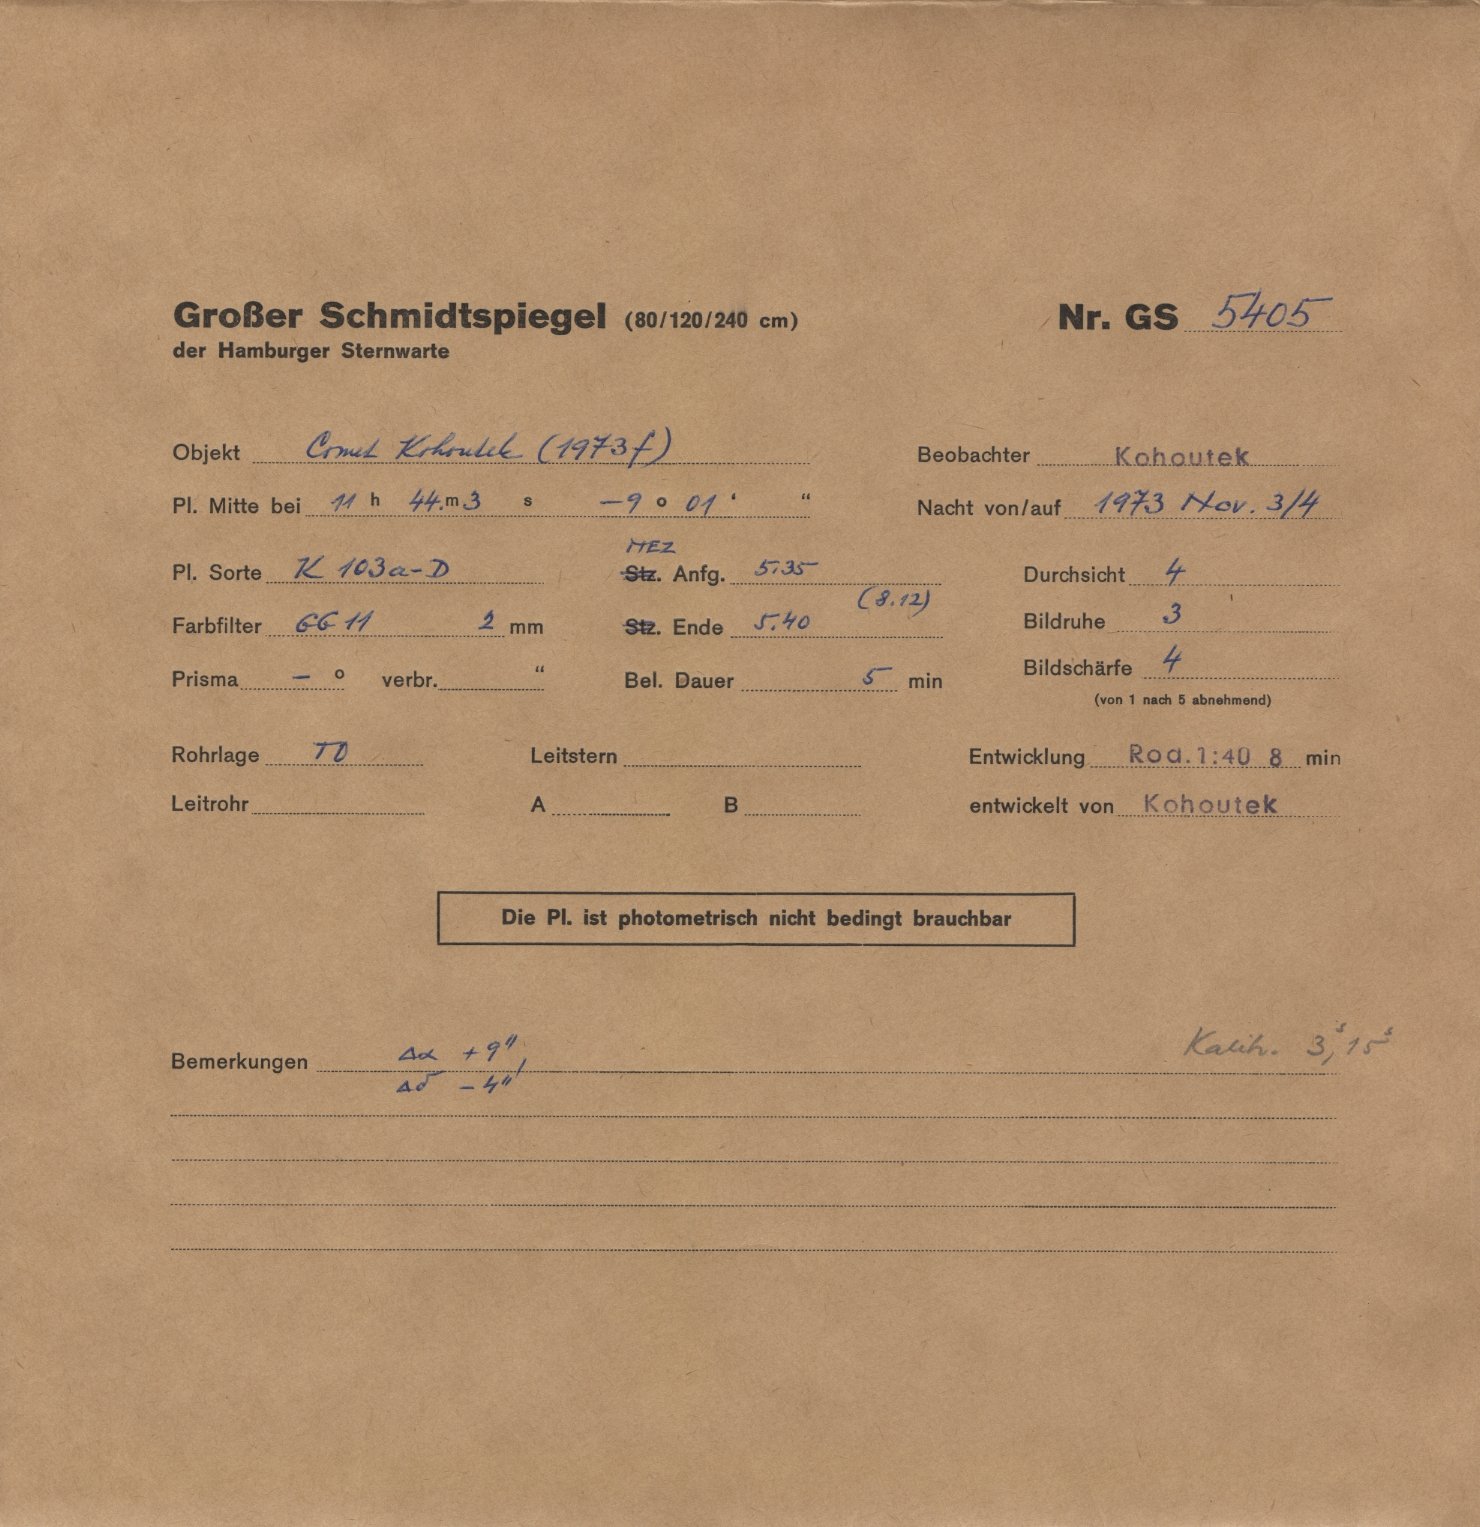 Großer Schmidtspiegel (80/120/240 cm) Nr. GS 5405
der Hamburger Sternwarte
Objekt Comet Kohoutek (1973f) Beobachter Kohoutek
Pl. Mitte bei 11 h 44.m3 s −9 o 01 ' “ Nacht von/auf 1973 Nov. 3/4
MEZ
Pl. Sorte K 103a-D Stz. Anfg. 5.35 Durchsicht 4
(8.12)
Farbfilter GG 11 2 mm Stz. Ende 5.40 Bildruhe 3
Prisma – o verbr. “ Bel. Dauer 5 min Bildschärfe 4
(von 1 nach 5 abnehmend)
Rohrlage TO Leitstern Entwicklung Rod.1:40 8 min
Leitrohr A B entwickelt von Kohoutek
Die Pl. ist photometrisch nicht bedingt brauchbar
Kalib. 3,s 15s
Bemerkungen Δα +9"
Δδ −4"